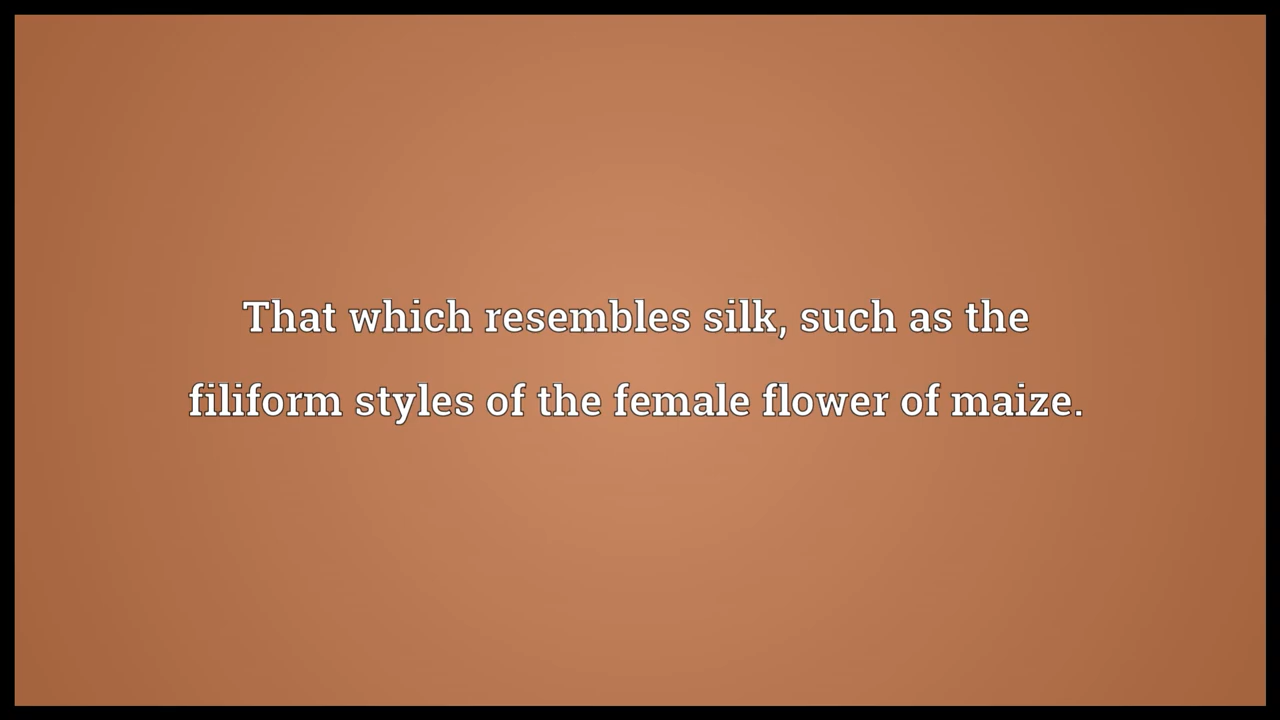 That which resembles silk, such as the
filiform styles of the female flower of maize.